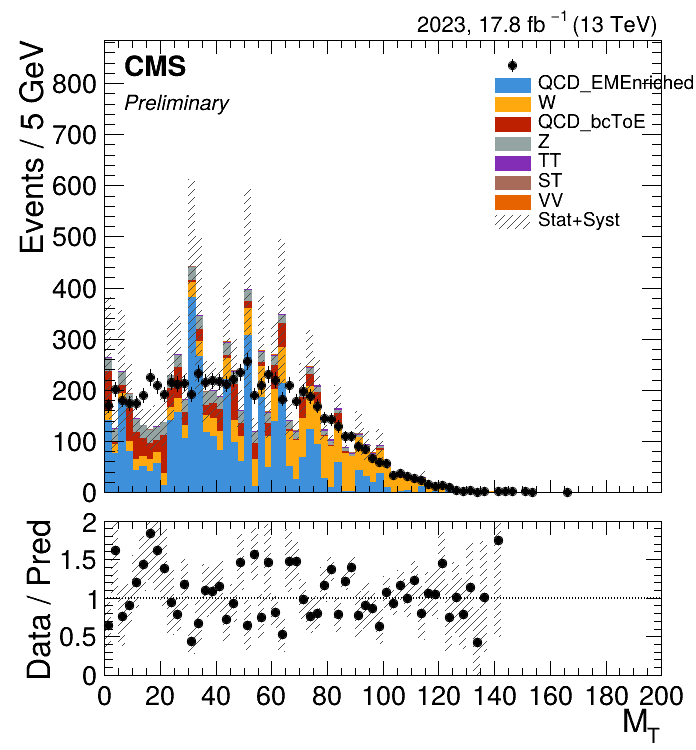 2023, 17.8 fb⁻¹ (13 TeV)
Events / 5 GeV
CMS
Preliminary
QCD_EMEnriched
W
QCD_bcToE
Z
TT
ST
VV
Stat+Syst
800
700
600
500
400
300
200
100
0
Data / Pred
2
1.5
1
0.5
0
0 20 40 60 80 100 120 140 160 180 200
M_T